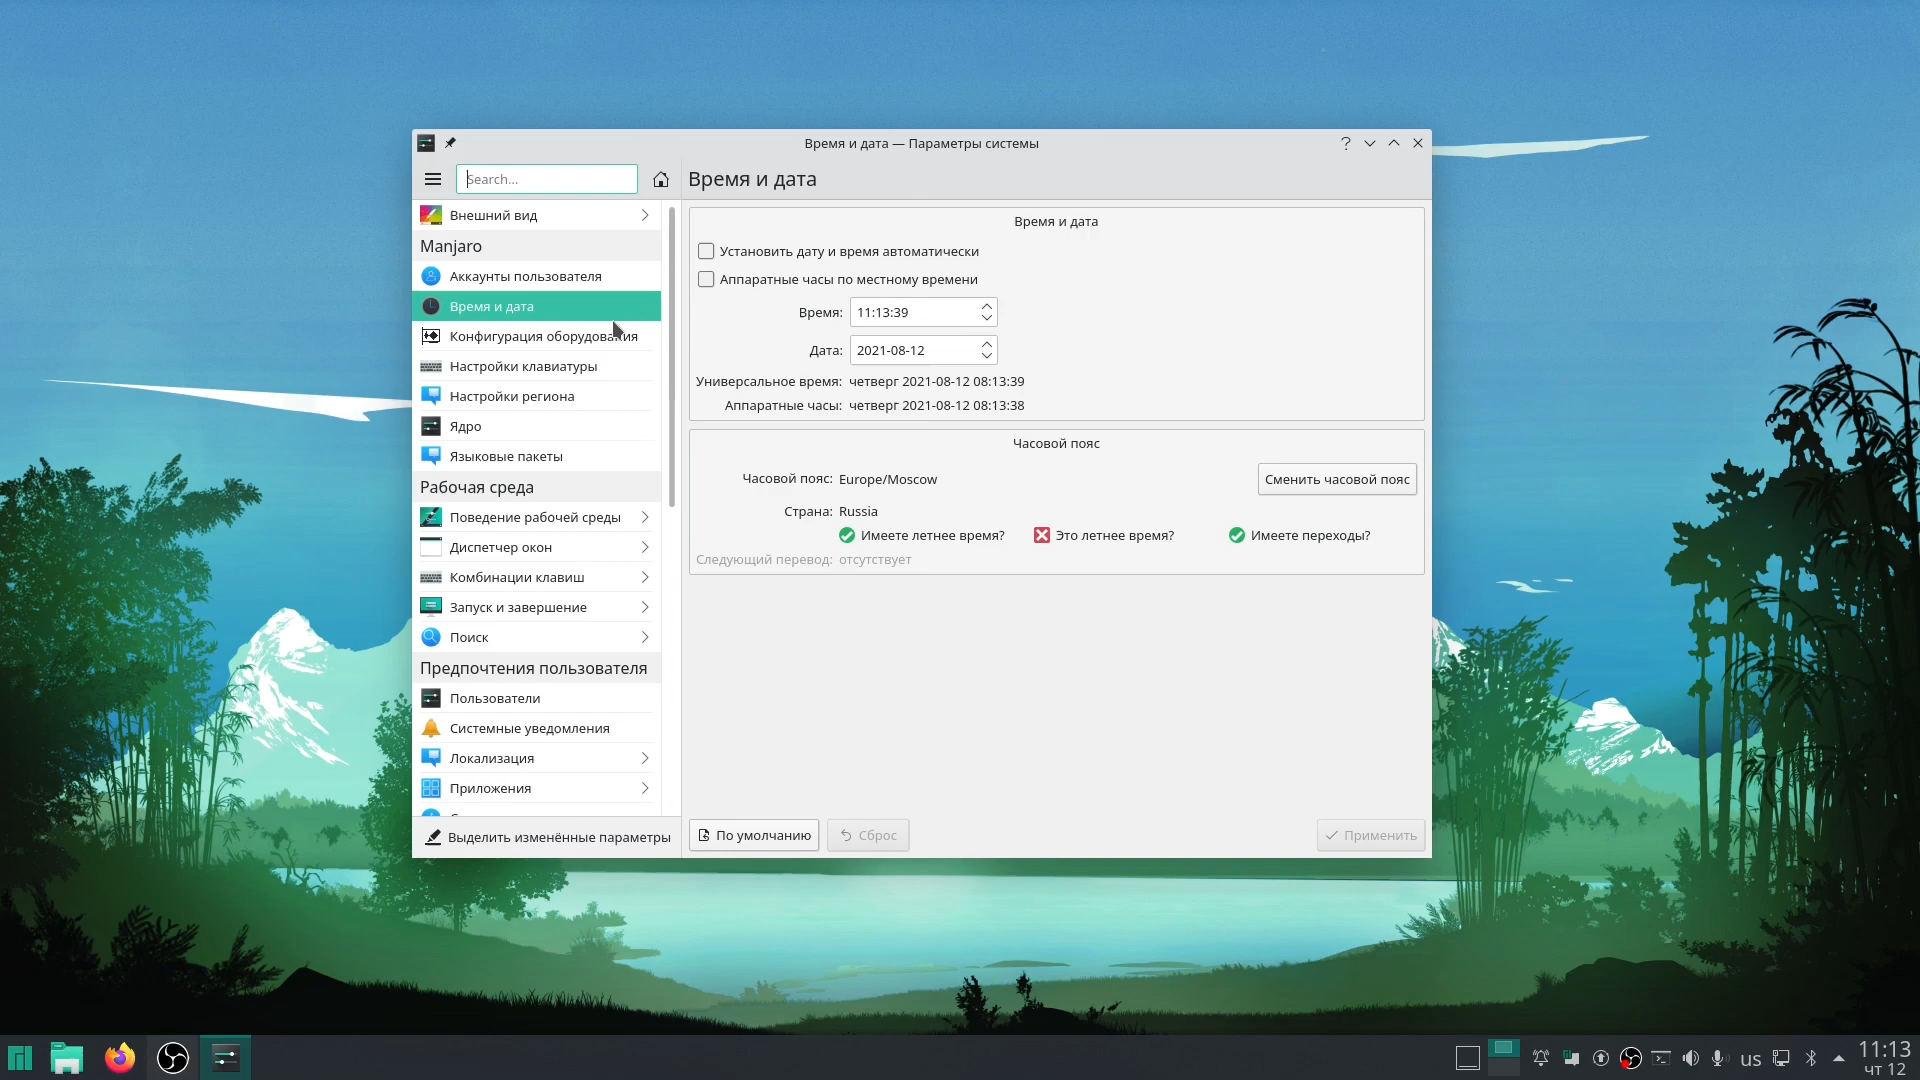 Время и дата — Параметры системы
Search...
Время и дата
Внешний вид
Manjaro
Аккаунты пользователя
Время и дата
Конфигурация оборудования
Настройки клавиатуры
Настройки региона
Ядро
Языковые пакеты
Рабочая среда
Поведение рабочей среды
Диспетчер окон
Комбинации клавиш
Запуск и завершение
Поиск
Предпочтения пользователя
Пользователи
Системные уведомления
Локализация
Приложения
Выделить изменённые параметры
Время и дата
Установить дату и время автоматически
Аппаратные часы по местному времени
Время: 11:13:39
Дата: 2021-08-12
Универсальное время: четверг 2021-08-12 08:13:39
Аппаратные часы: четверг 2021-08-12 08:13:38
Часовой пояс
Часовой пояс: Europe/Moscow
Сменить часовой пояс
Страна: Russia
Имеете летнее время? Это летнее время? Имеете переходы?
Следующий перевод: отсутствует
По умолчанию
Сброс
Применить
us
11:13
чт 12